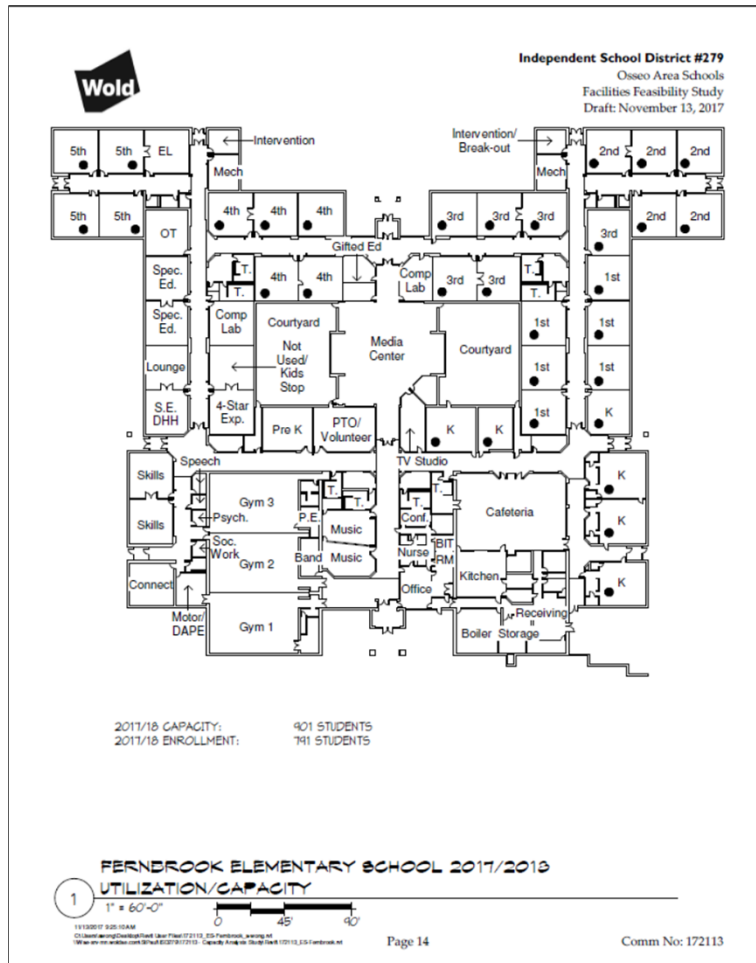 Wold
Independent School District #279
Osseo Area Schools
Facilities Feasibility Study
Draft: November 13, 2017
5th
5th
EL
Intervention
Mech
Intervention/
Break-out
Mech
2nd
2nd
2nd
5th
5th
4th
4th
4th
3rd
3rd
3rd
2nd
2nd
OT
Gifted Ed
3rd
Spec.
Ed.
T.
T.
4th
4th
Comp
Lab
3rd
3rd
T.
T.
1st
Spec.
Ed.
Comp
Lab
Courtyard
Not
Used/
Kids
Stop
Media
Center
Courtyard
1st
1st
Lounge
1st
1st
S.E.
DHH
4-Star
Exp.
Pre K
PTO/
Volunteer
K
K
1st
K
Speech
TV Studio
Skills
Gym 3
T.
T.
T.
T.
Cafeteria
K
Skills
Psych.
P.E.
Music
Conf.
K
Soc.
Work
Gym 2
Band
Music
Nurse
BIT
RM
Kitchen
Connect
Office
K
Motor/
DAPE
Gym 1
Receiving
Boiler
Storage
2017/18 CAPACITY: 901 STUDENTS
2017/18 ENROLLMENT: 791 STUDENTS
FERNBROOK ELEMENTARY SCHOOL 2017/2018
UTILIZATION/CAPACITY
1
1" = 60'-0"
0 45' 90'
11/13/2017 9:25:10 AM
Page 14
Comm No: 172113